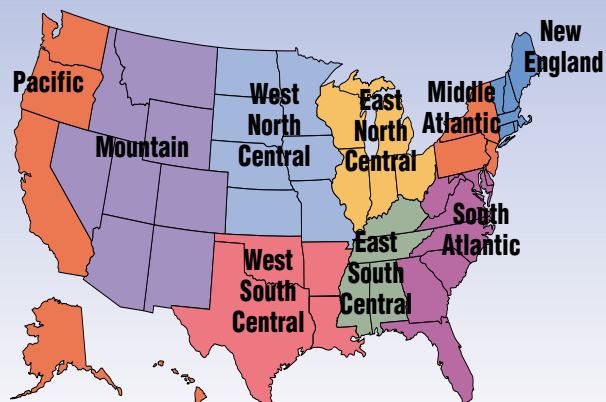 New
England
Pacific
Middle
Atlantic
West
North
Central
East
North
Central
Mountain
South
Atlantic
West
South
Central
East
South
Central